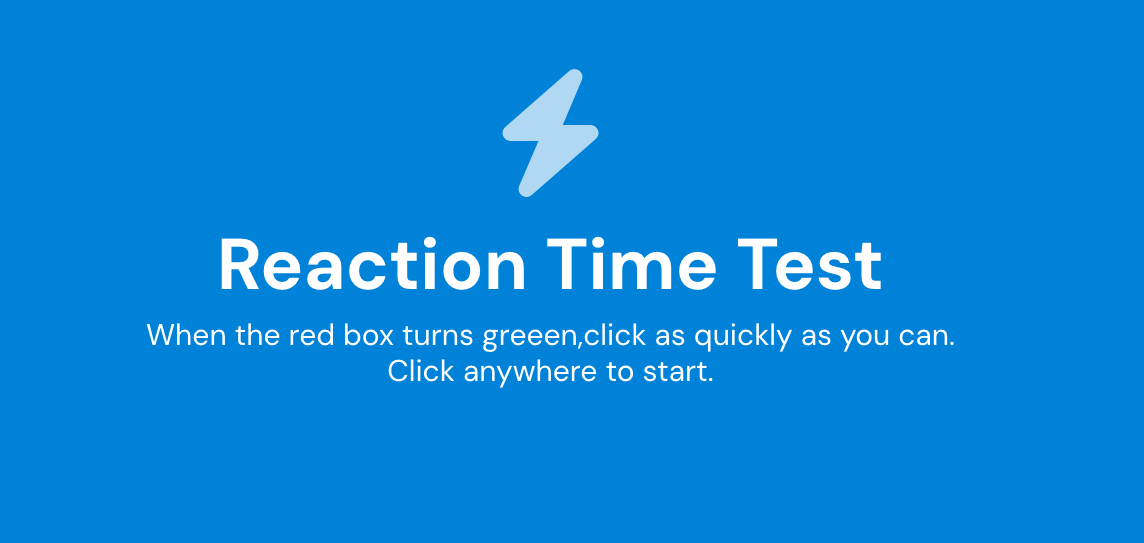 Reaction Time Test
When the red box turns greeen,click as quickly as you can.
Click anywhere to start.